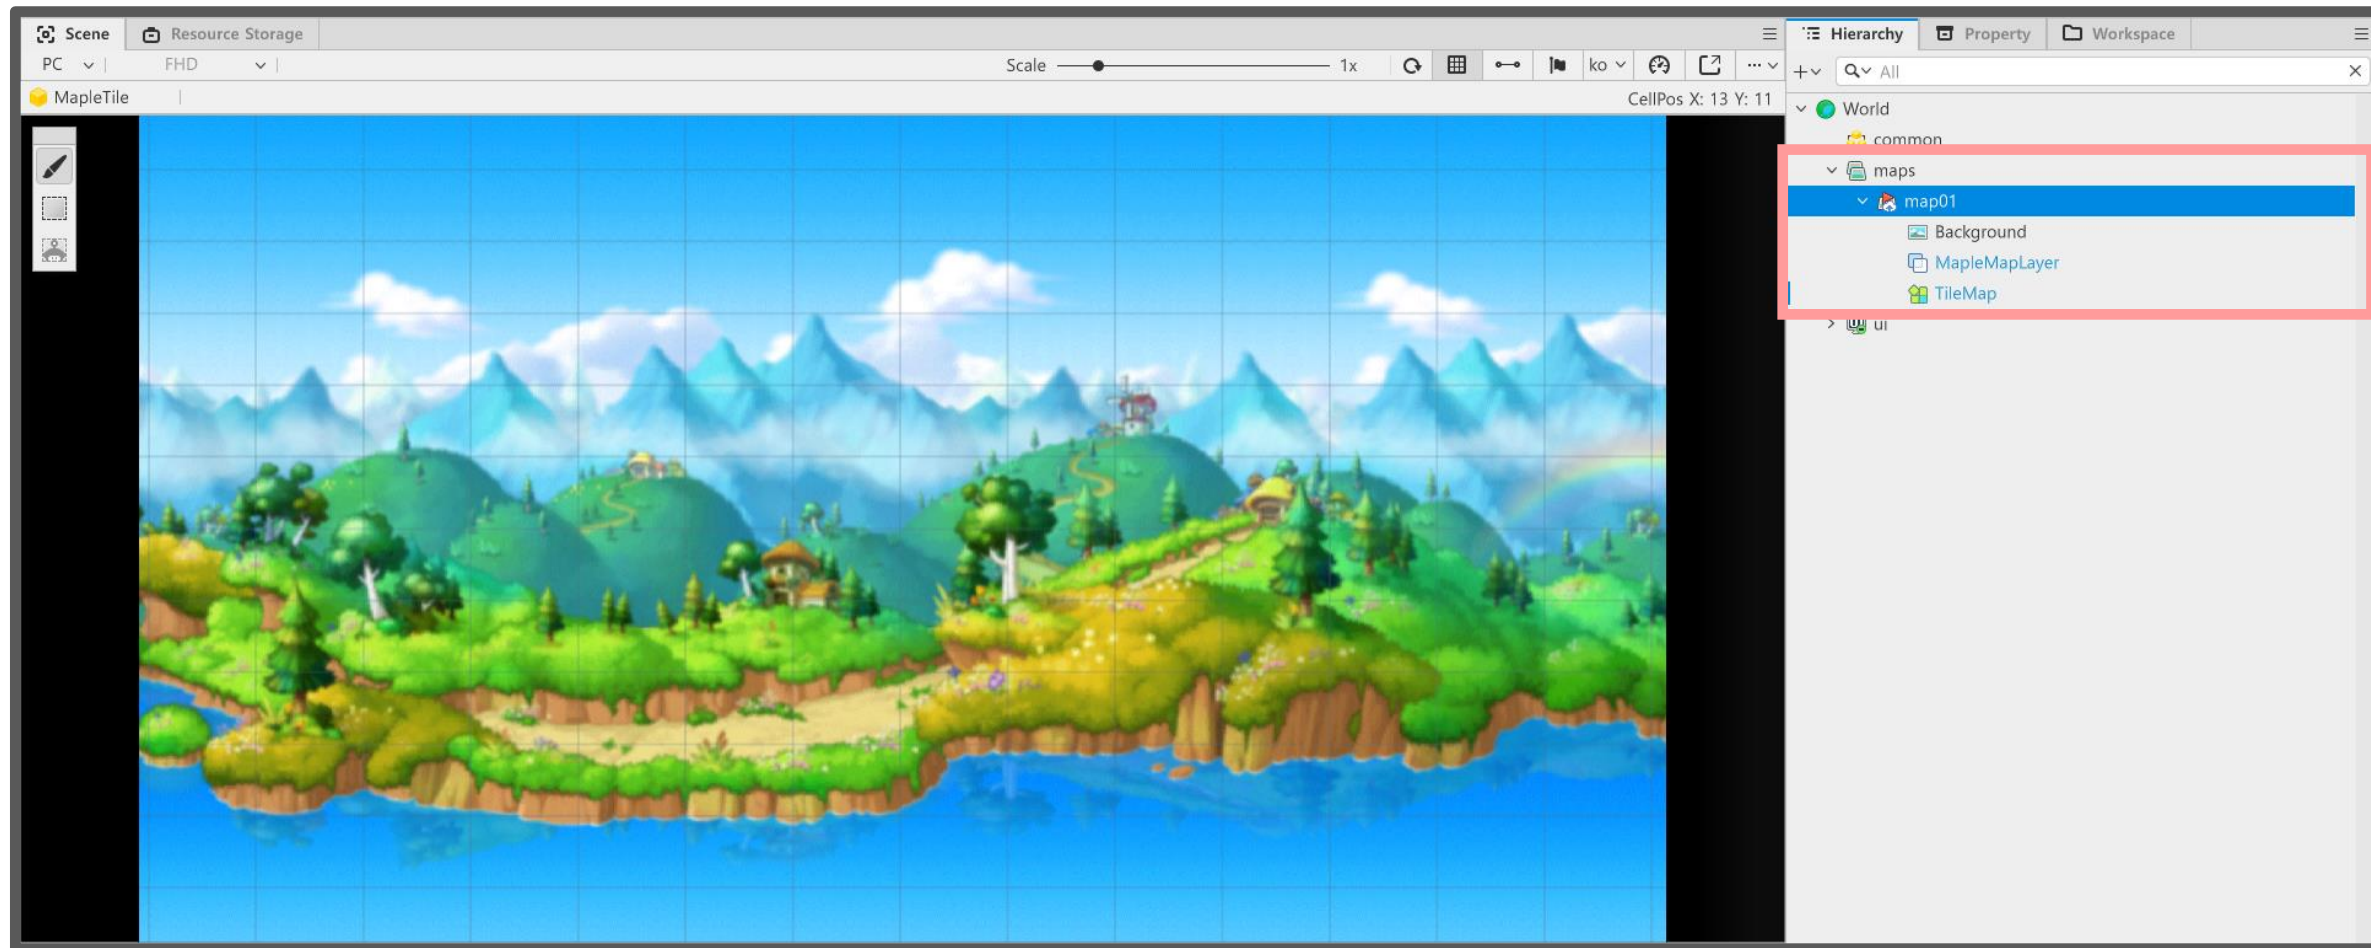 Scene Resource Storage
PC FHD Scale 1x ko
MapleTile CellPos X: 13 Y: 11
Hierarchy Property Workspace
All
World
common
maps
map01
Background
MapleMapLayer
TileMap
ui